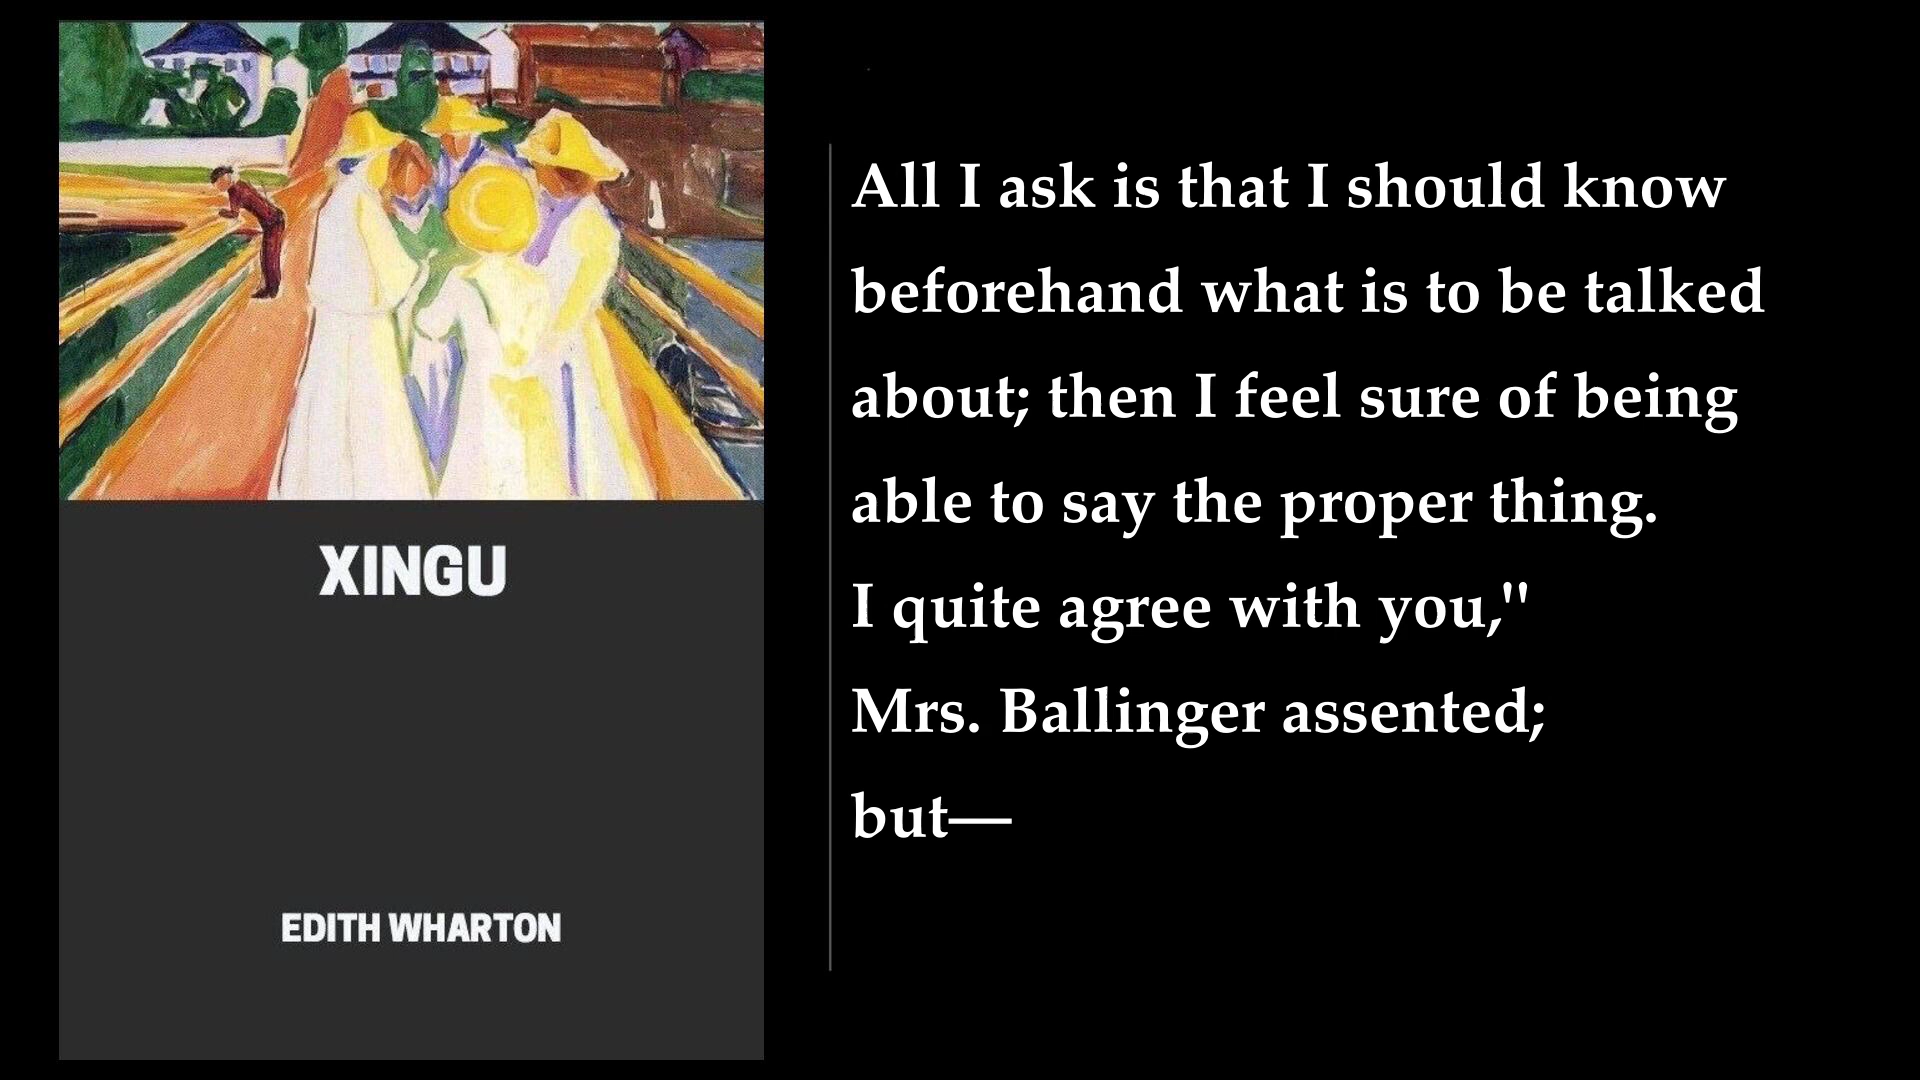 XINGU
EDITH WHARTON
All I ask is that I should know
beforehand what is to be talked
about; then I feel sure of being
able to say the proper thing.
I quite agree with you,"
Mrs. Ballinger assented;
but—